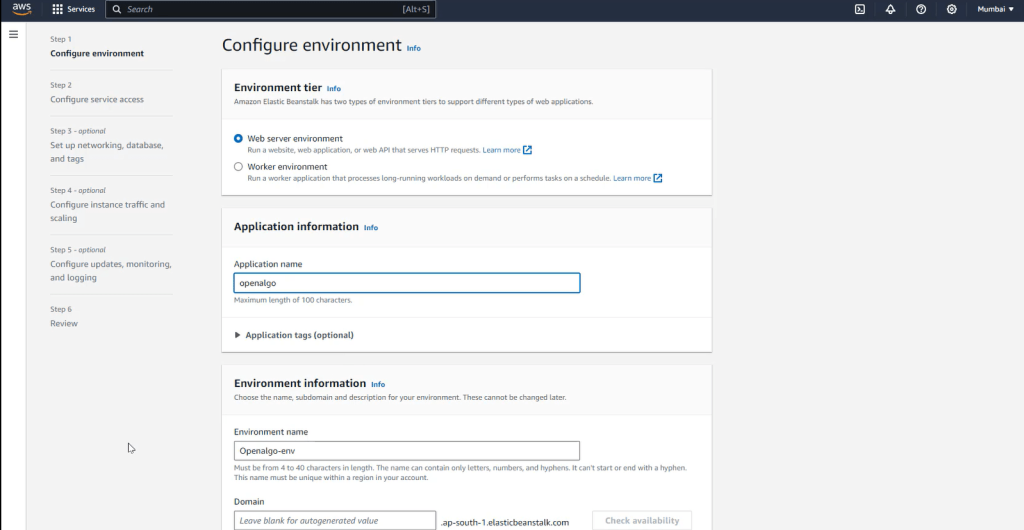 aws Services Search [Alt+S] Mumbai
Step 1
Configure environment
Step 2
Configure service access
Step 3 - optional
Set up networking, database,
and tags
Step 4 - optional
Configure instance traffic and
scaling
Step 5 - optional
Configure updates, monitoring,
and logging
Step 6
Review
Configure environment Info
Environment tier Info
Amazon Elastic Beanstalk has two types of environment tiers to support different types of web applications.
Web server environment
Run a website, web application, or web API that serves HTTP requests. Learn more
Worker environment
Run a worker application that processes long-running workloads on demand or performs tasks on a schedule. Learn more
Application information Info
Application name
openalgo
Maximum length of 100 characters.
Application tags (optional)
Environment information Info
Choose the name, subdomain and description for your environment. These cannot be changed later.
Environment name
Openalgo-env
Must be from 4 to 40 characters in length. The name can contain only letters, numbers, and hyphens. It can't start or end with a hyphen.
This name must be unique within a region in your account.
Domain
Leave blank for autogenerated value .ap-south-1.elasticbeanstalk.com Check availability